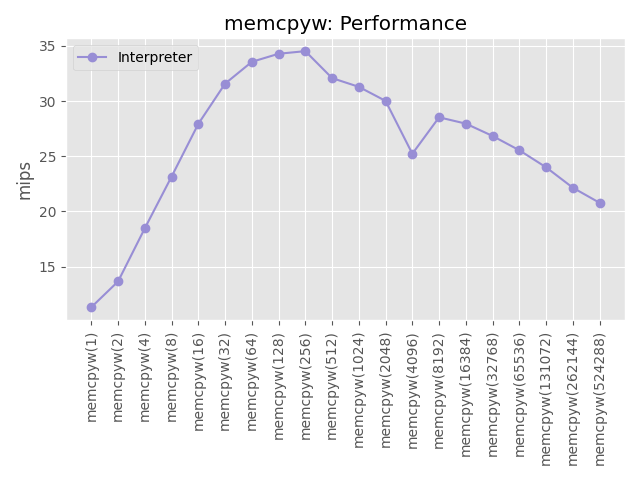 memcpyw: Performance
Interpreter
mips
35
30
25
20
15
memcpyw(1)
memcpyw(2)
memcpyw(4)
memcpyw(8)
memcpyw(16)
memcpyw(32)
memcpyw(64)
memcpyw(128)
memcpyw(256)
memcpyw(512)
memcpyw(1024)
memcpyw(2048)
memcpyw(4096)
memcpyw(8192)
memcpyw(16384)
memcpyw(32768)
memcpyw(65536)
memcpyw(131072)
memcpyw(262144)
memcpyw(524288)